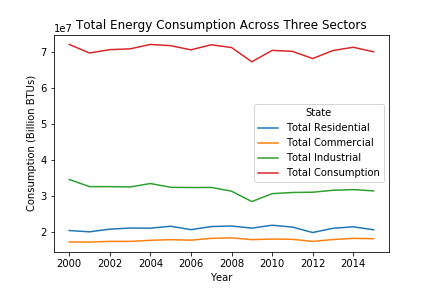 1e7
Total Energy Consumption Across Three Sectors
7
6
5
4
3
2
Consumption (Billion BTUs)
State
Total Residential
Total Commercial
Total Industrial
Total Consumption
2000 2002 2004 2006 2008 2010 2012 2014
Year